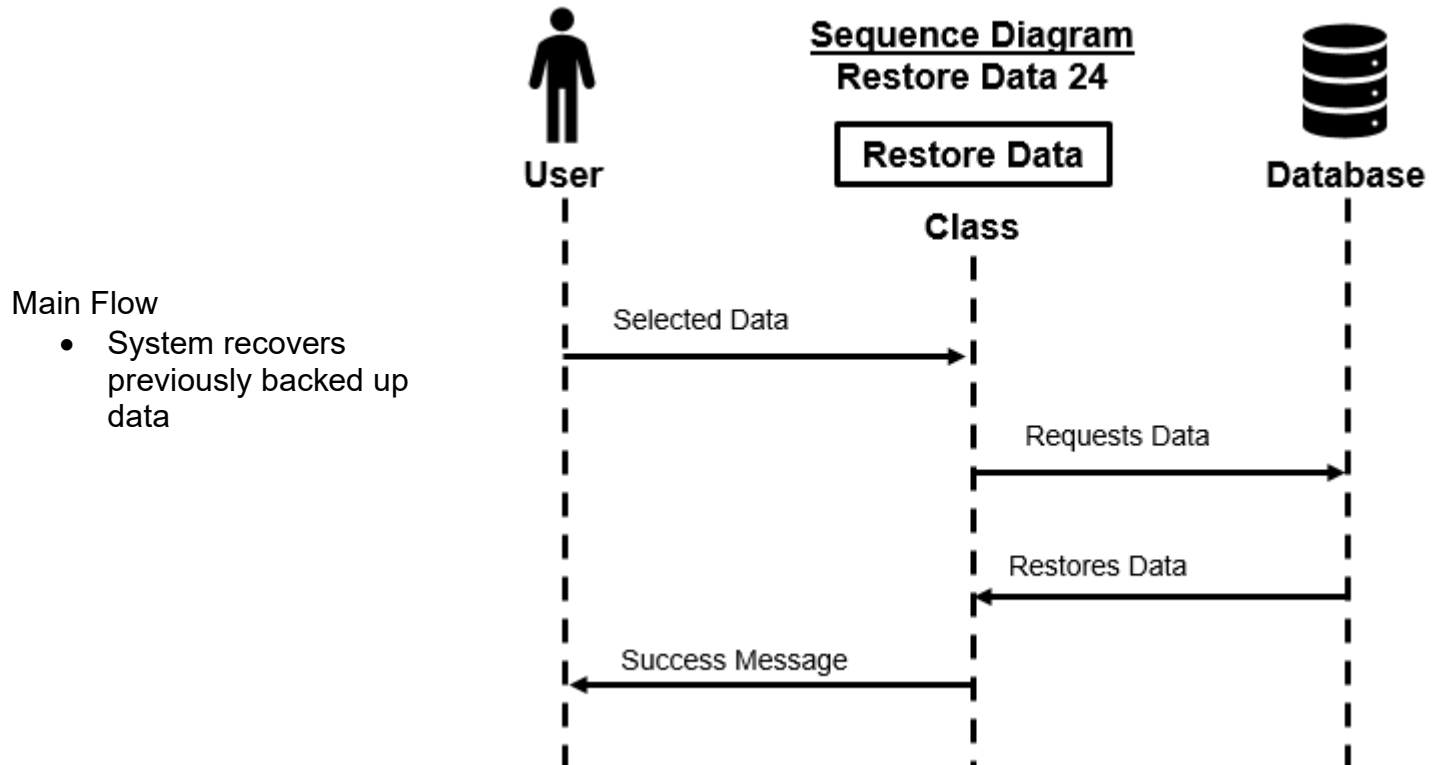 Sequence Diagram
Restore Data 24
Restore Data
User
Database
Class
Main Flow
• System recovers
previously backed up
data
Selected Data
Requests Data
Restores Data
Success Message